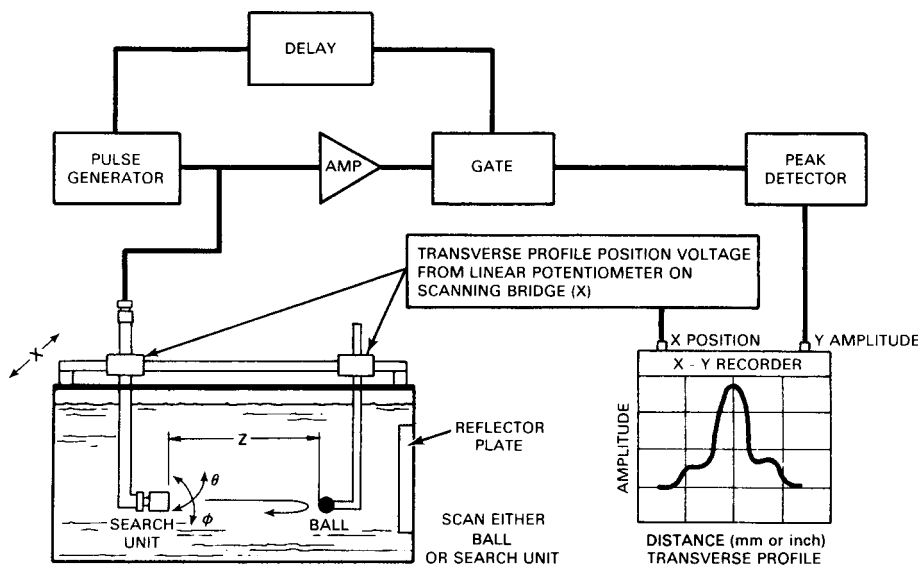 DELAY
PULSE
GENERATOR
AMP
GATE
PEAK
DETECTOR
TRANSVERSE PROFILE POSITION VOLTAGE
FROM LINEAR POTENTIOMETER ON
SCANNING BRIDGE (X)
X
X POSITION
Y AMPLITUDE
X - Y RECORDER
AMPLITUDE
REFLECTOR
PLATE
Z
θ
ϕ
SEARCH
UNIT
BALL
SCAN EITHER
BALL
OR SEARCH UNIT
DISTANCE (mm or inch)
TRANSVERSE PROFILE